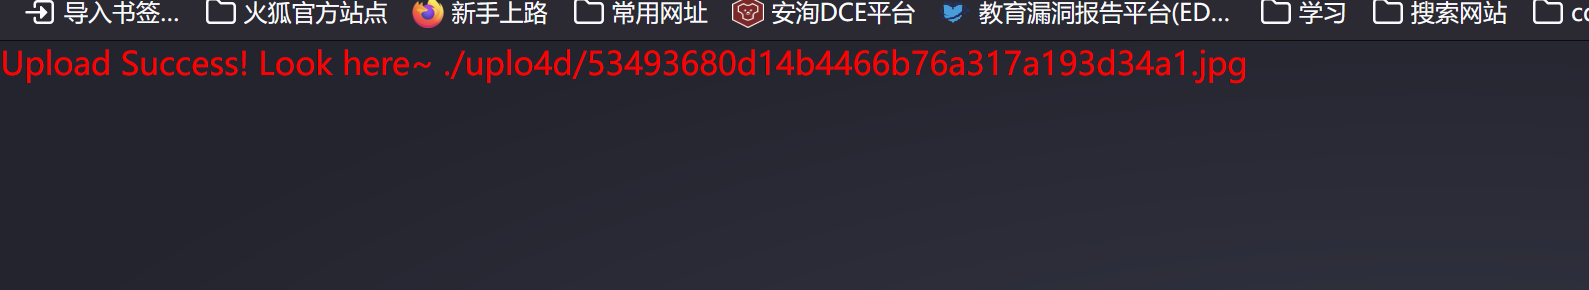 导入书签... 火狐官方站点 新手上路 常用网址 安洵DCE平台 教育漏洞报告平台(ED... 学习 搜索网站
Upload Success! Look here~ ./uplo4d/53493680d14b4466b76a317a193d34a1.jpg